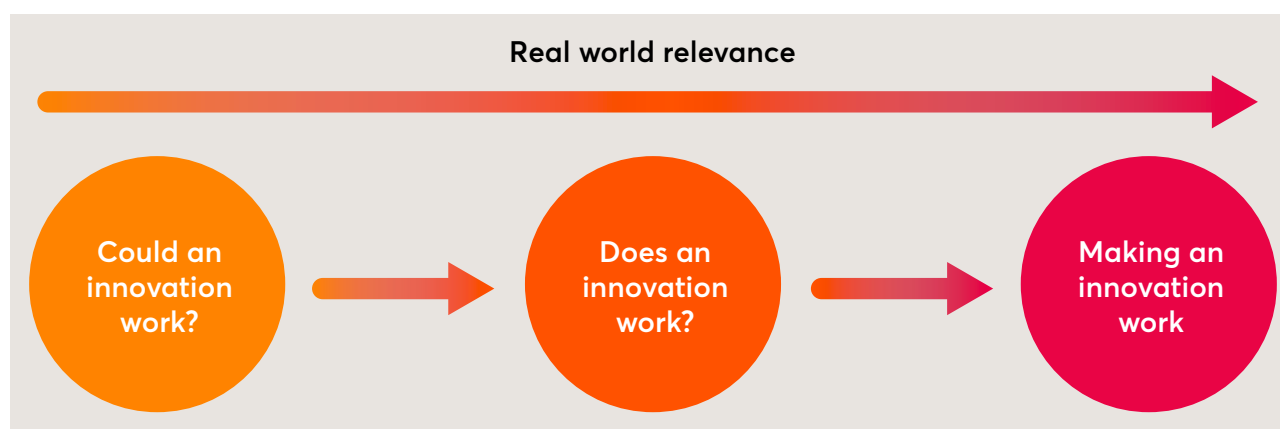 Real world relevance
Could an
innovation
work?
Does an
innovation
work?
Making an
innovation
work